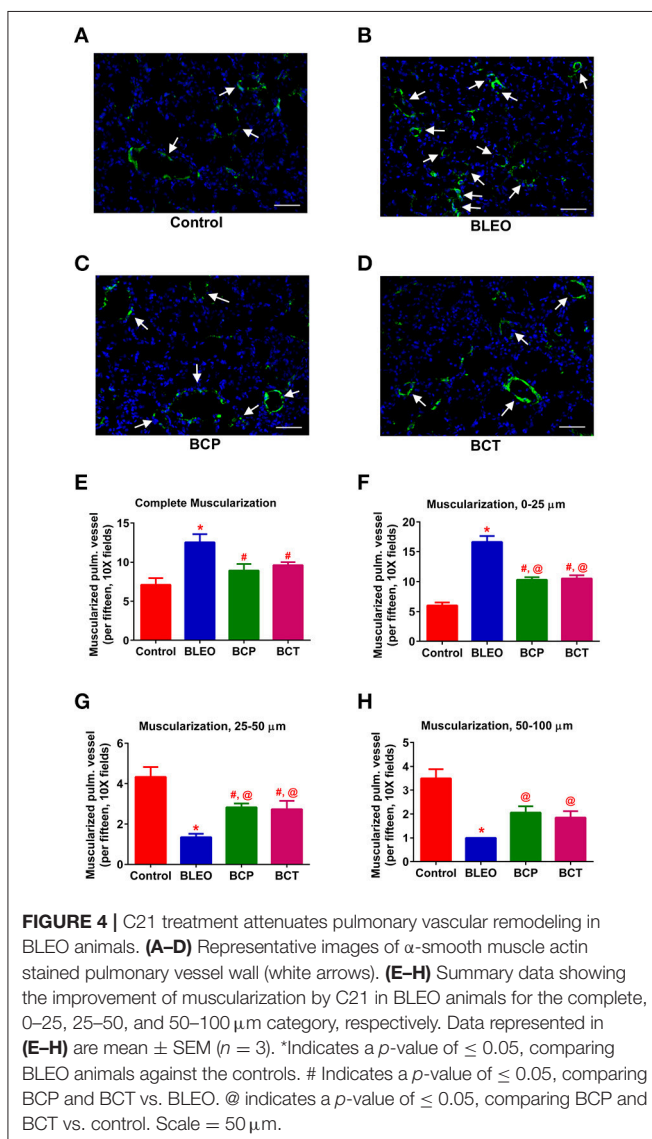 A
B
Control
BLEO
C
D
BCP
BCT
E
Complete Muscularization
Muscularized pulm. vessel
(per fifteen, 10X fields)
15
10
5
0
*
#
#
Control
BLEO
BCP
BCT
F
Muscularization, 0-25 µm
Muscularized pulm. vessel
(per fifteen, 10X fields)
20
15
10
5
0
*
#, @
#, @
Control
BLEO
BCP
BCT
G
Muscularization, 25-50 µm
Muscularized pulm. vessel
(per fifteen, 10X fields)
6
4
2
0
*
#, @
#, @
Control
BLEO
BCP
BCT
H
Muscularization, 50-100 µm
Muscularized pulm. vessel
(per fifteen, 10X fields)
5
4
3
2
1
*
@
@
Control
BLEO
BCP
BCT
FIGURE 4 | C21 treatment attenuates pulmonary vascular remodeling in
BLEO animals. (A–D) Representative images of α-smooth muscle actin
stained pulmonary vessel wall (white arrows). (E–H) Summary data showing
the improvement of muscularization by C21 in BLEO animals for the complete,
0–25, 25–50, and 50–100 µm category, respectively. Data represented in
(E–H) are mean ± SEM (n = 3). *Indicates a p-value of ≤ 0.05, comparing
BLEO animals against the controls. # Indicates a p-value of ≤ 0.05, comparing
BCP and BCT vs. BLEO. @ indicates a p-value of ≤ 0.05, comparing BCP and
BCT vs. control. Scale = 50 µm.